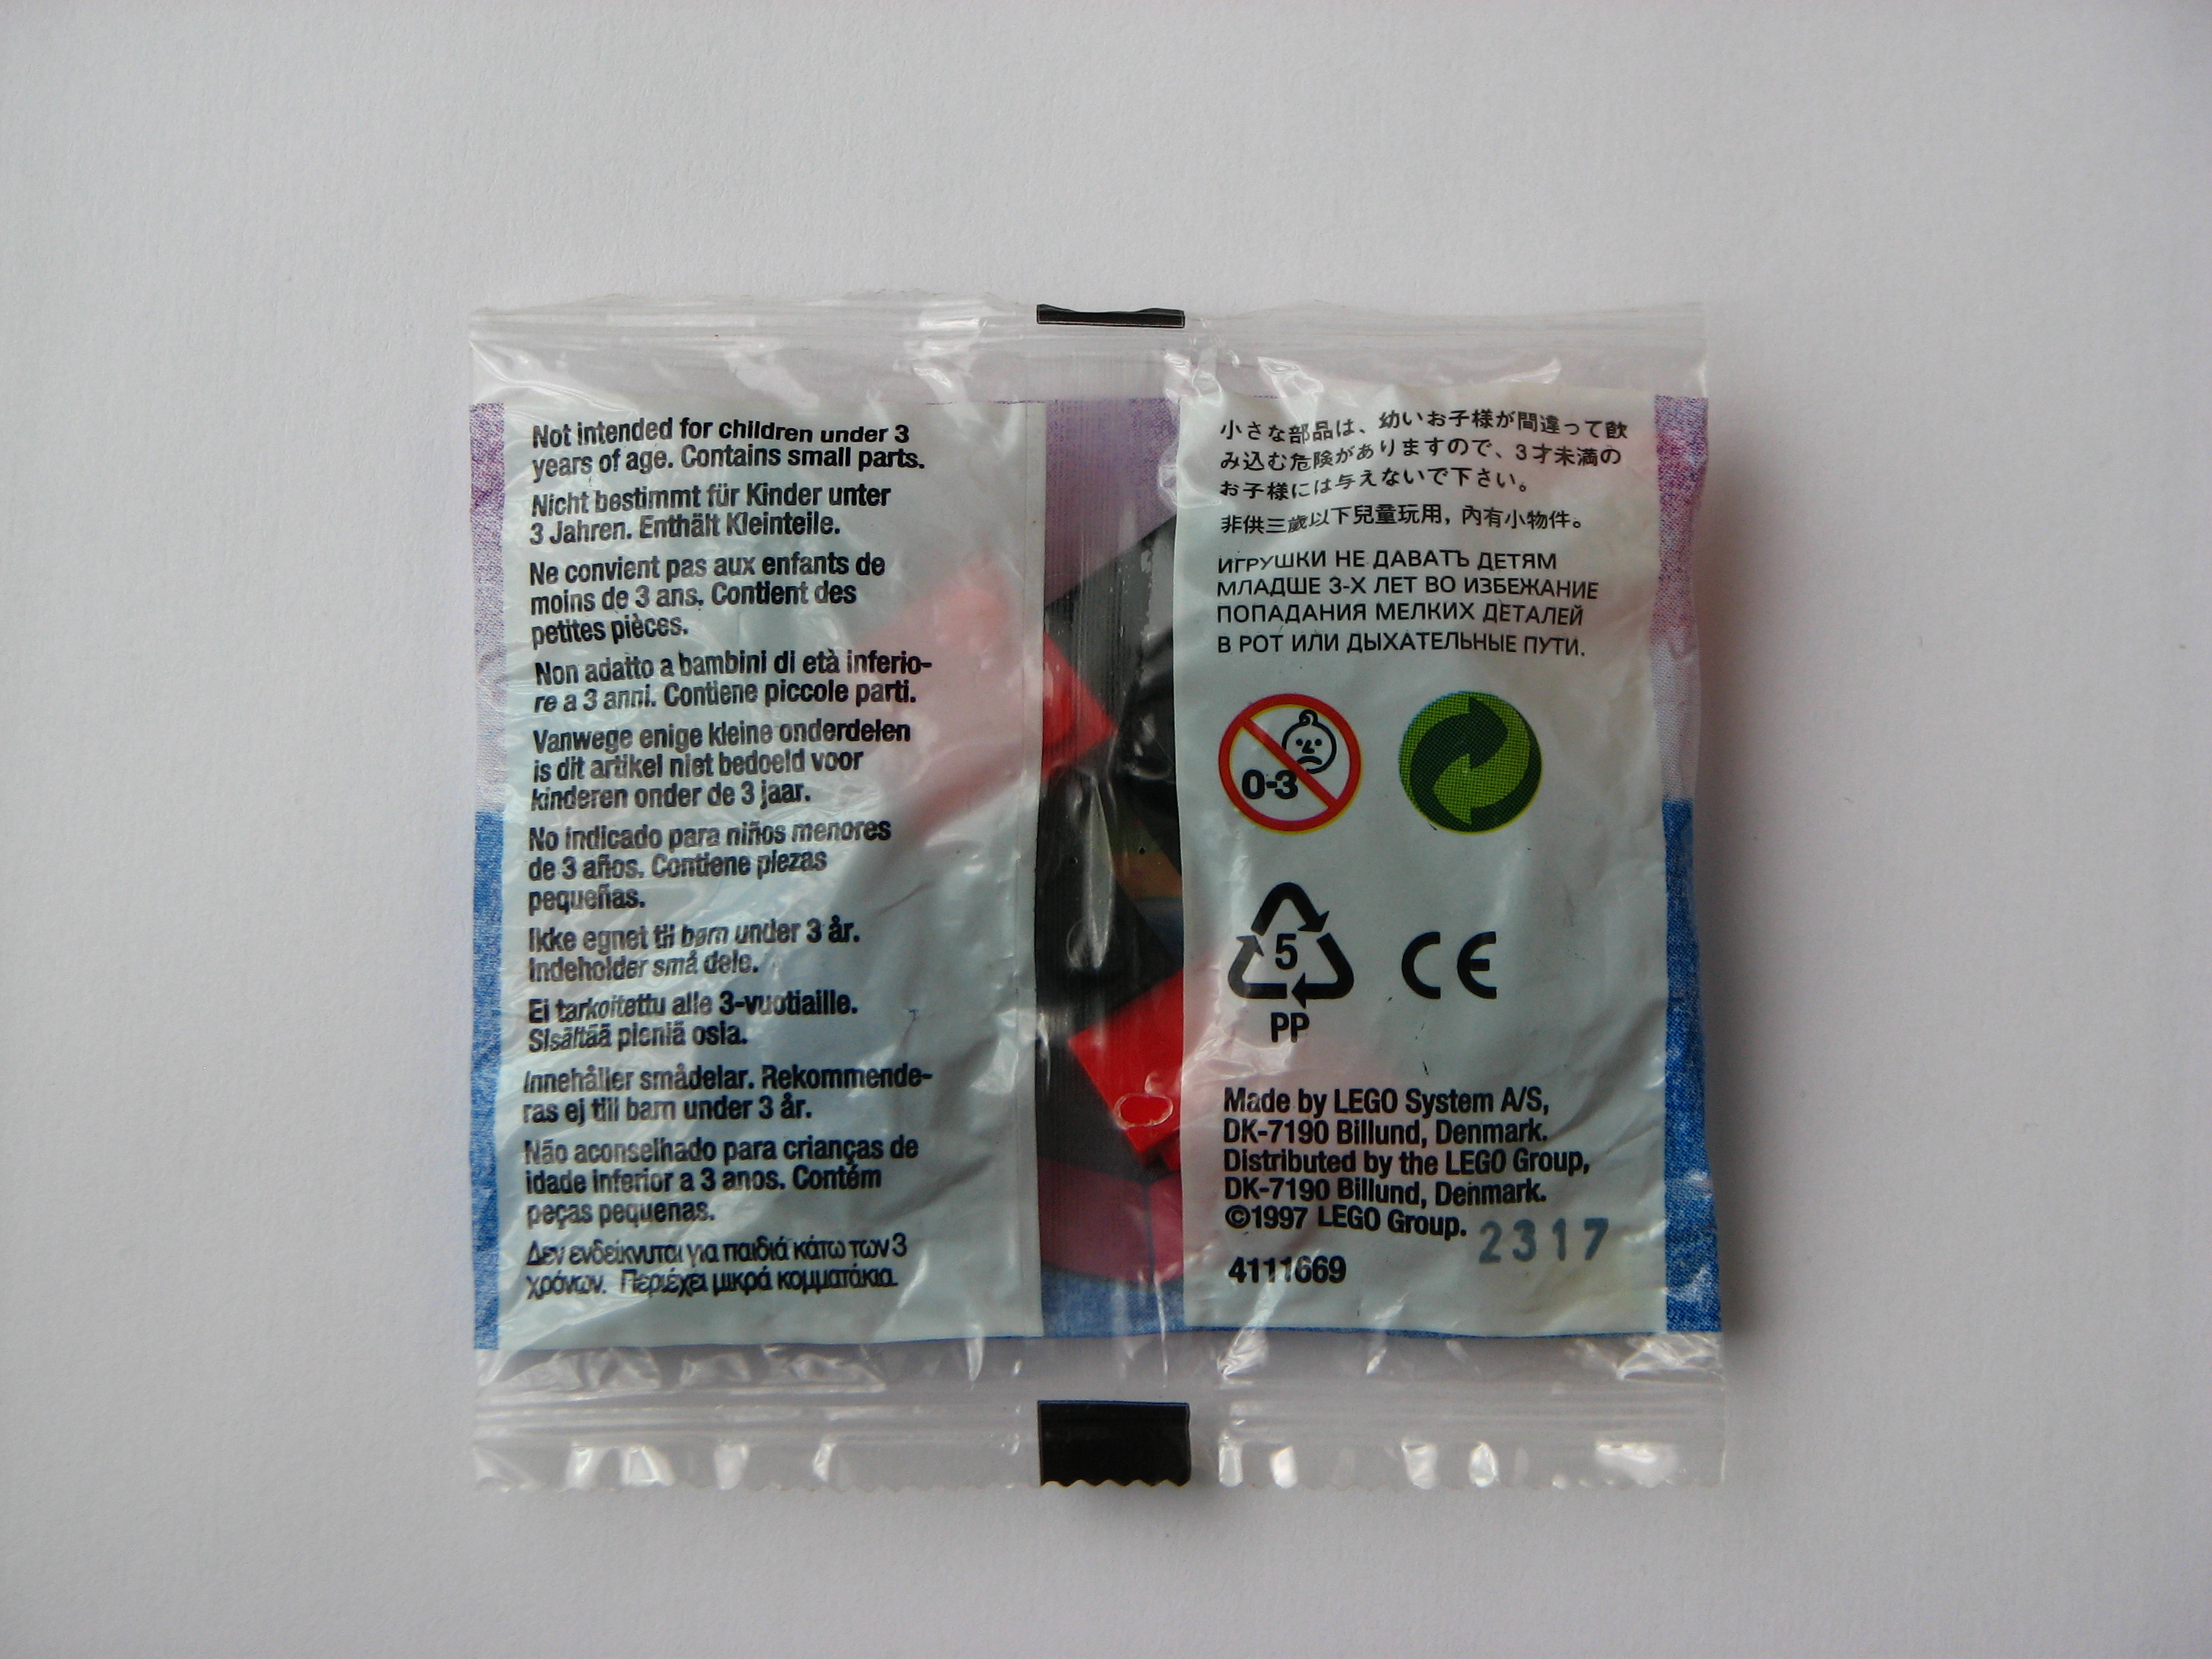 Not intended for children under 3
years of age. Contains small parts.
Nicht bestimmt für Kinder unter
3 Jahren. Enthält Kleinteile.
Ne convient pas aux enfants de
moins de 3 ans. Contient des
petites pièces.
Non adatto a bambini di età inferio-
re a 3 anni. Contiene piccole parti.
Vanwege enige kleine onderdelen
is dit artikel niet bedoeld voor
kinderen onder de 3 jaar.
No indicado para niños menores
de 3 años. Contiene piezas
pequeñas.
Ikke egnet til børn under 3 år.
Indeholder små dele.
Ei tarkoitettu alle 3-vuotiaille.
Sisältää pieniä osia.
Innehåller smådelar. Rekommende-
ras ej till barn under 3 år.
Não aconselhado para crianças de
idade inferior a 3 anos. Contém
peças pequenas.
Δεν ενδείκνυται για παιδιά κάτω των 3
χρόνων. Περιέχει μικρά κομματάκια.
小さな部品は、幼いお子様が間違って飲
み込む危険がありますので、3才未満の
お子様には与えないで下さい。
非供三歲以下兒童玩用，內有小物件。
ИГРУШКИ НЕ ДАВАТЪ ДЕТЯМ
МЛАДШЕ 3-Х ЛЕТ ВО ИЗБЕЖАНИЕ
ПОПАДАНИЯ МЕЛКИХ ДЕТАЛЕЙ
В РОТ ИЛИ ДЫХАТЕЛЬНЫЕ ПУТИ.
0-3
5
PP
CE
Made by LEGO System A/S,
DK-7190 Billund, Denmark.
Distributed by the LEGO Group,
DK-7190 Billund, Denmark.
©1997 LEGO Group.
2317
4111669